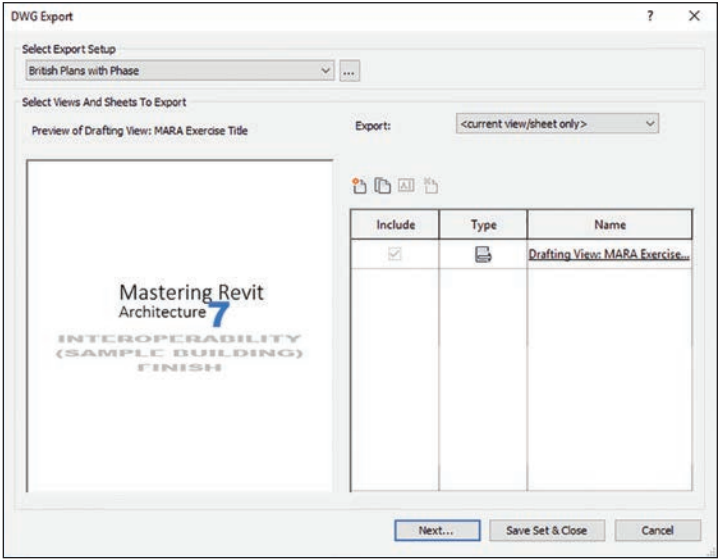 DWG Export
? X
Select Export Setup
British Plans with Phase
...
Select Views And Sheets To Export
Preview of Drafting View: MARA Exercise Title
Export:
<current view/sheet only>
Include
Type
Name
Drafting View: MARA Exercise...
Mastering Revit
Architecture 7
INTEROPERABILITY
(SAMPLE BUILDING)
FINISH
Next...
Save Set & Close
Cancel